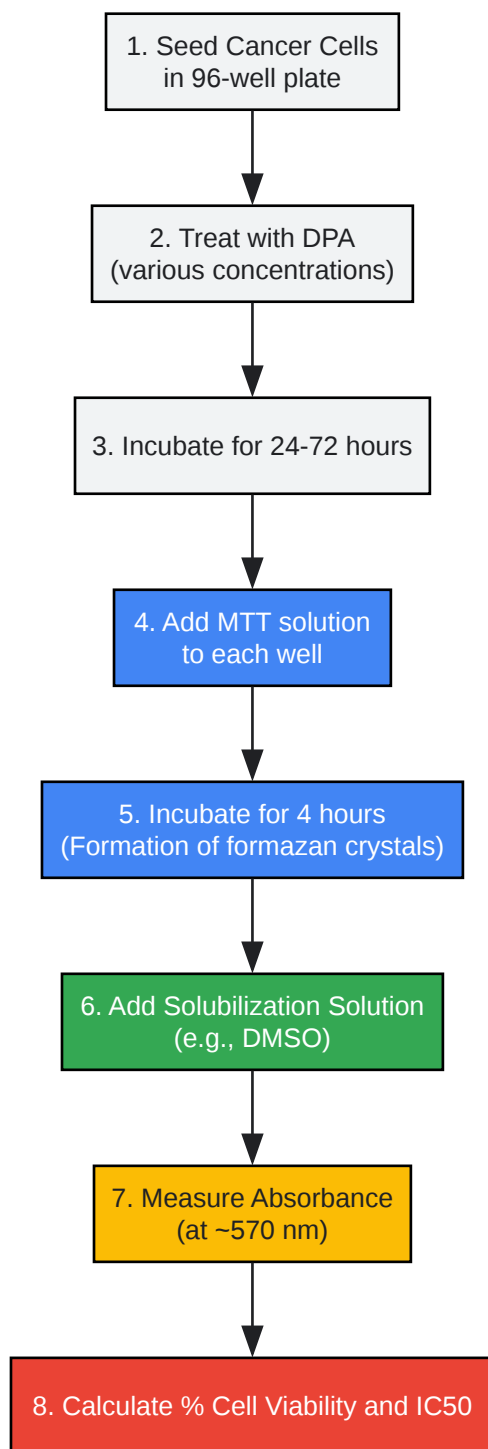 1. Seed Cancer Cells
in 96-well plate
2. Treat with DPA
(various concentrations)
3. Incubate for 24-72 hours
4. Add MTT solution
to each well
5. Incubate for 4 hours
(Formation of formazan crystals)
6. Add Solubilization Solution
(e.g., DMSO)
7. Measure Absorbance
(at ~570 nm)
8. Calculate % Cell Viability and IC50